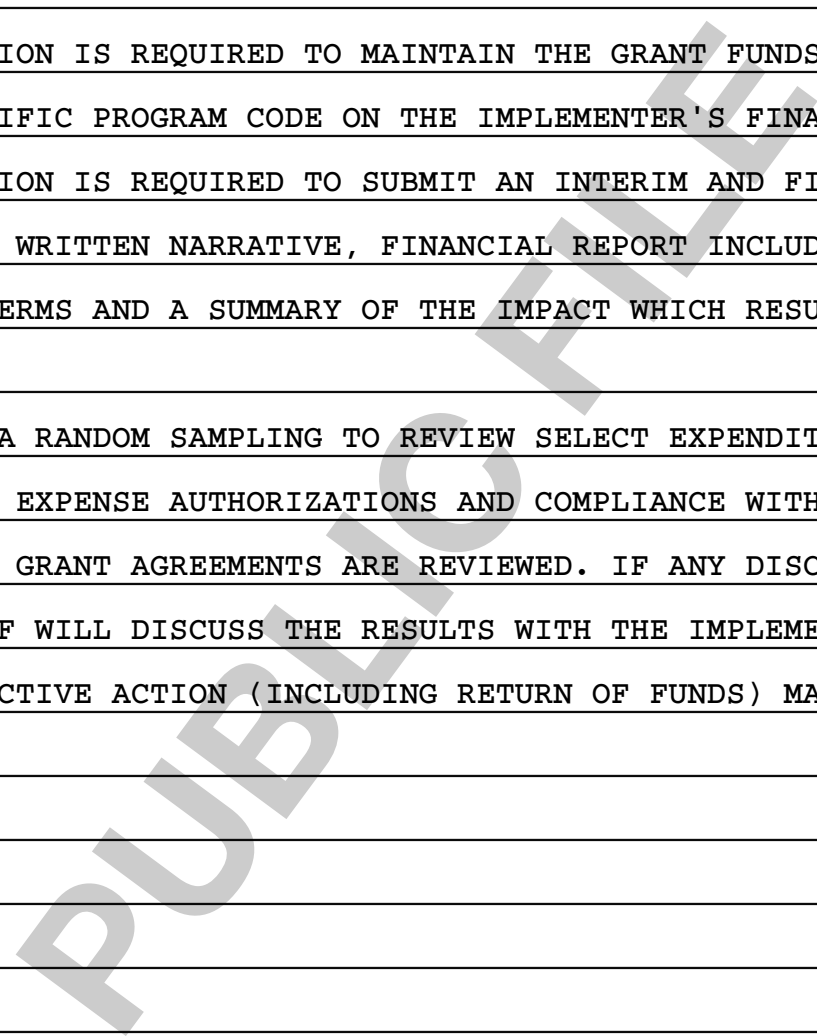 ION IS REQUIRED TO MAINTAIN THE GRANT FUNDS
IFIC PROGRAM CODE ON THE IMPLEMENTER'S FINA
ION IS REQUIRED TO SUBMIT AN INTERIM AND FI
WRITTEN NARRATIVE, FINANCIAL REPORT INCLUD
ERMS AND A SUMMARY OF THE IMPACT WHICH RESU
A RANDOM SAMPLING TO REVIEW SELECT EXPENDIT
EXPENSE AUTHORIZATIONS AND COMPLIANCE WITH
GRANT AGREEMENTS ARE REVIEWED. IF ANY DISC
F WILL DISCUSS THE RESULTS WITH THE IMPLEME
CTIVE ACTION (INCLUDING RETURN OF FUNDS) MA
PUBLIC FILE